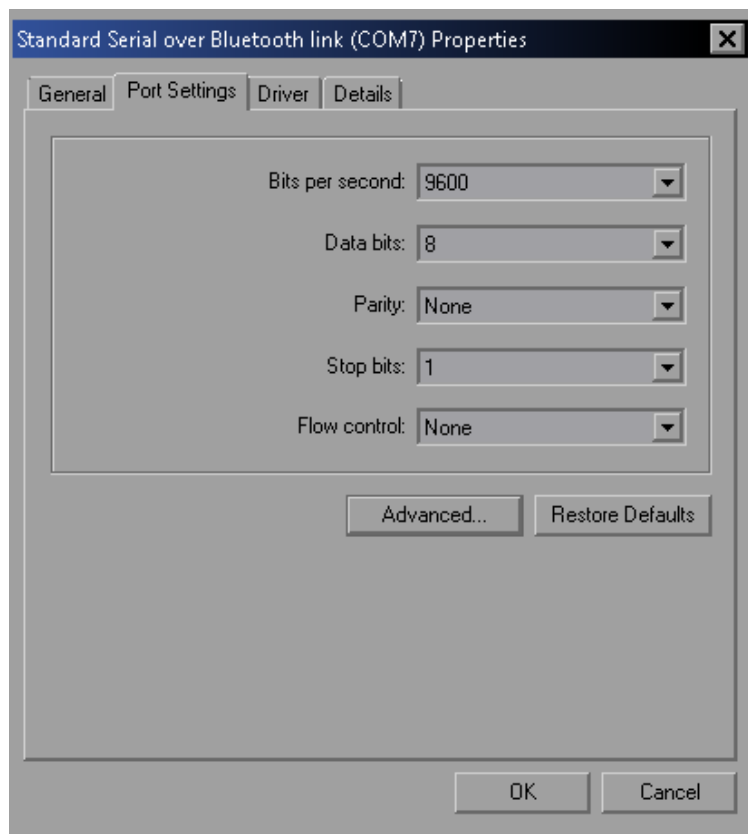 Standard Serial over Bluetooth link (COM7) Properties
General Port Settings Driver Details
Bits per second: 9600
Data bits: 8
Parity: None
Stop bits: 1
Flow control: None
Advanced... Restore Defaults
OK Cancel